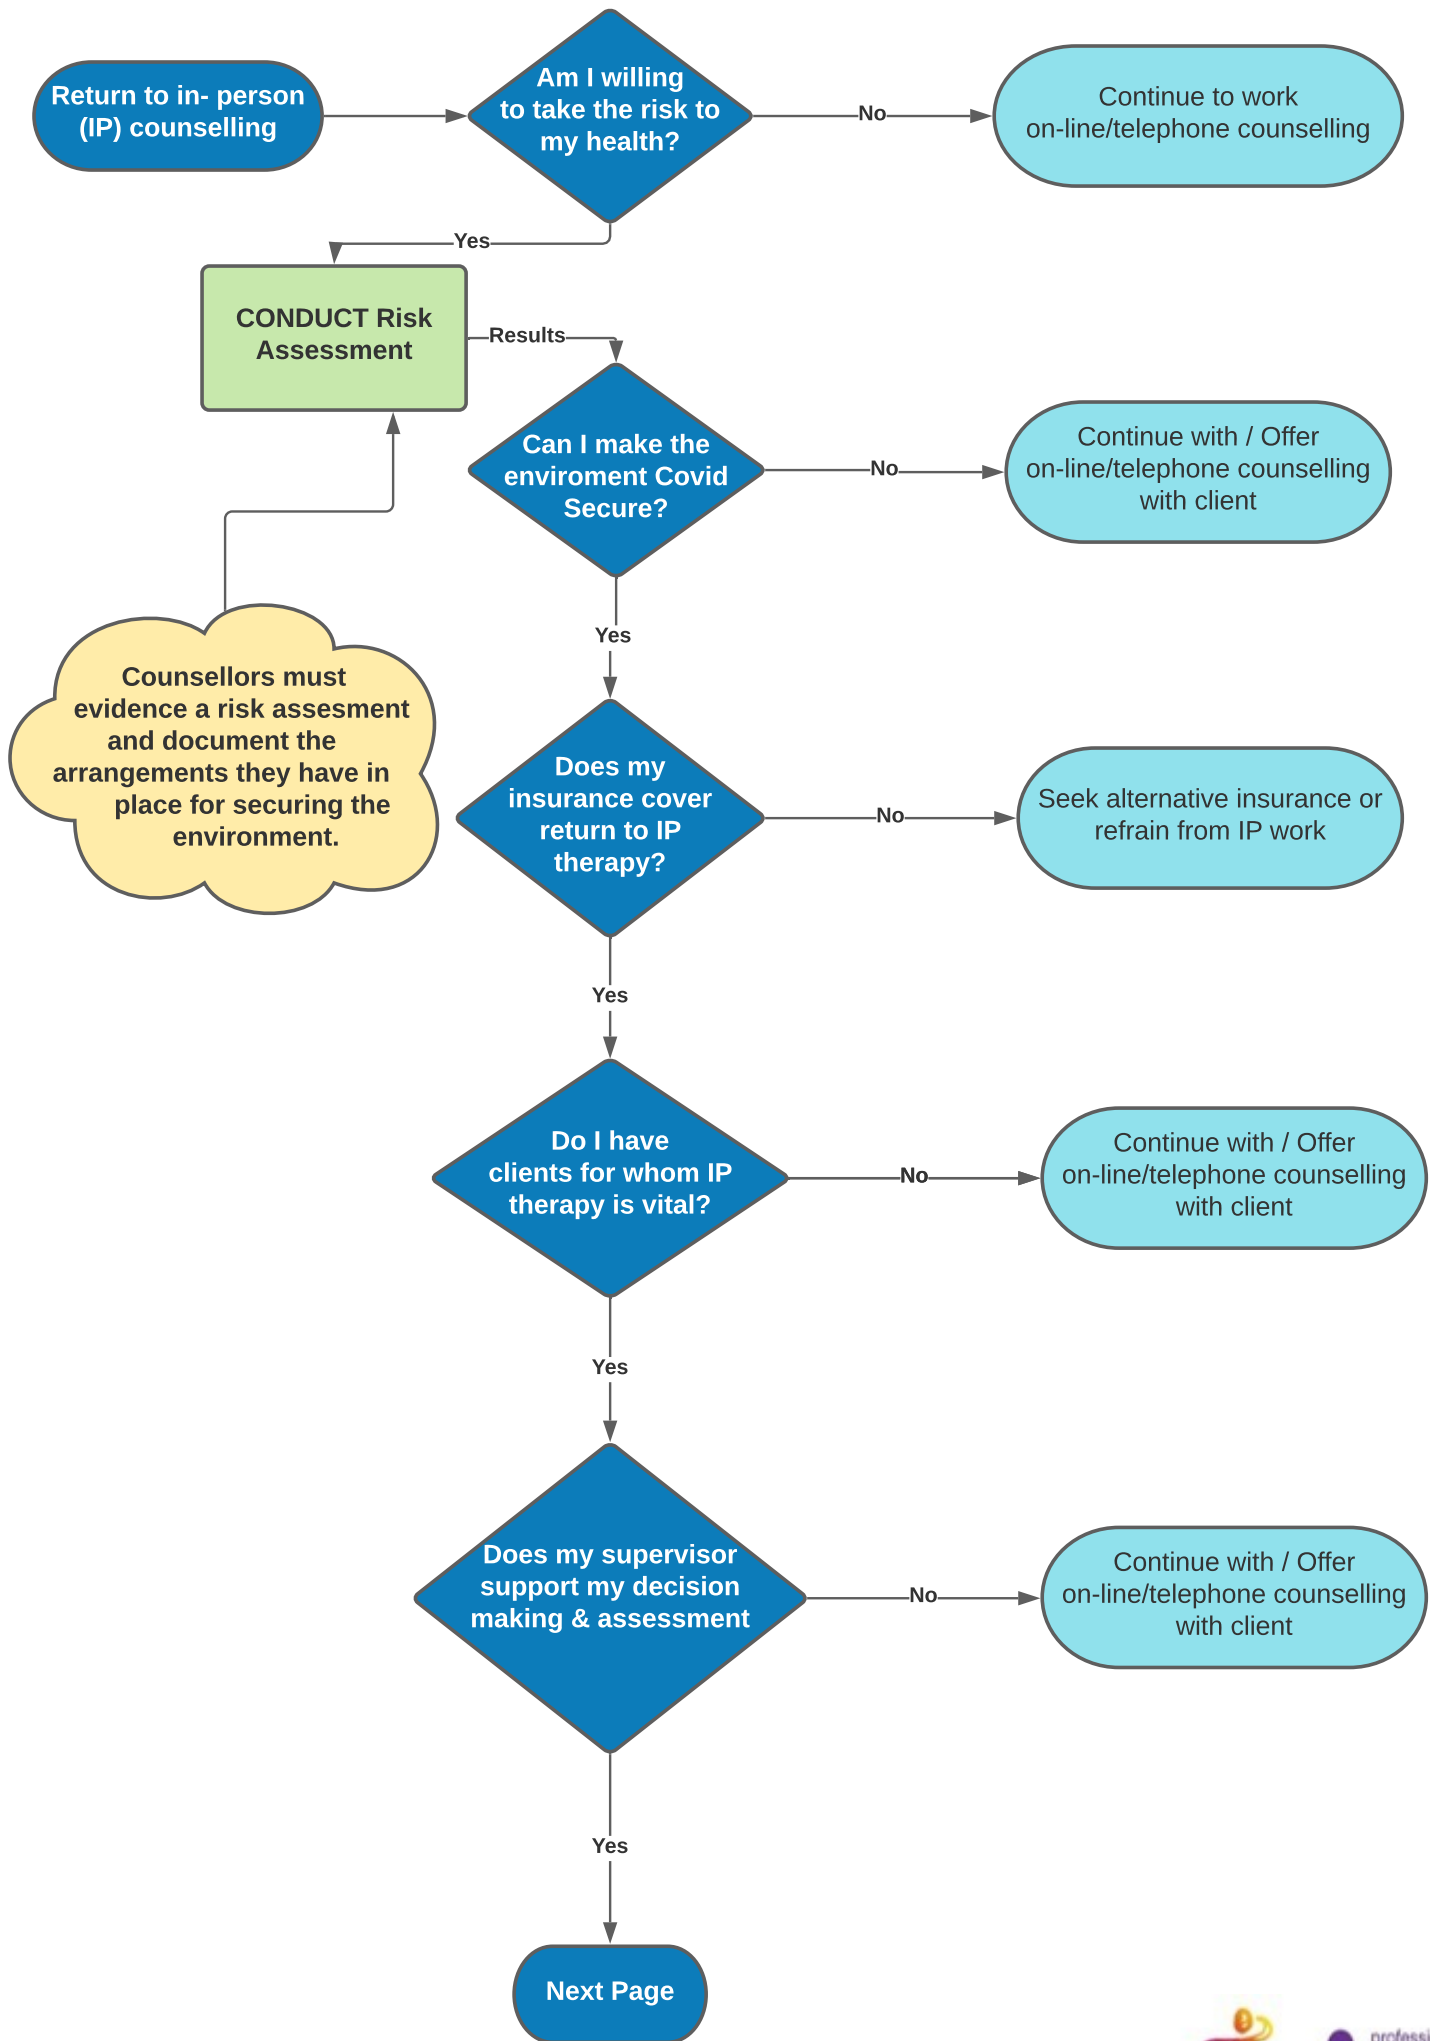 Return to in- person
(IP) counselling
Am I willing
to take the risk to
my health?
No
Continue to work
on-line/telephone counselling
Yes
CONDUCT Risk
Assessment
Results
Can I make the
enviroment Covid
Secure?
No
Continue with / Offer
on-line/telephone counselling
with client
Yes
Counsellors must
evidence a risk assesment
and document the
arrangements they have in
place for securing the
environment.
Does my
insurance cover
return to IP
therapy?
No
Seek alternative insurance or
refrain from IP work
Yes
Do I have
clients for whom IP
therapy is vital?
No
Continue with / Offer
on-line/telephone counselling
with client
Yes
Does my supervisor
support my decision
making & assessment
No
Continue with / Offer
on-line/telephone counselling
with client
Yes
Next Page